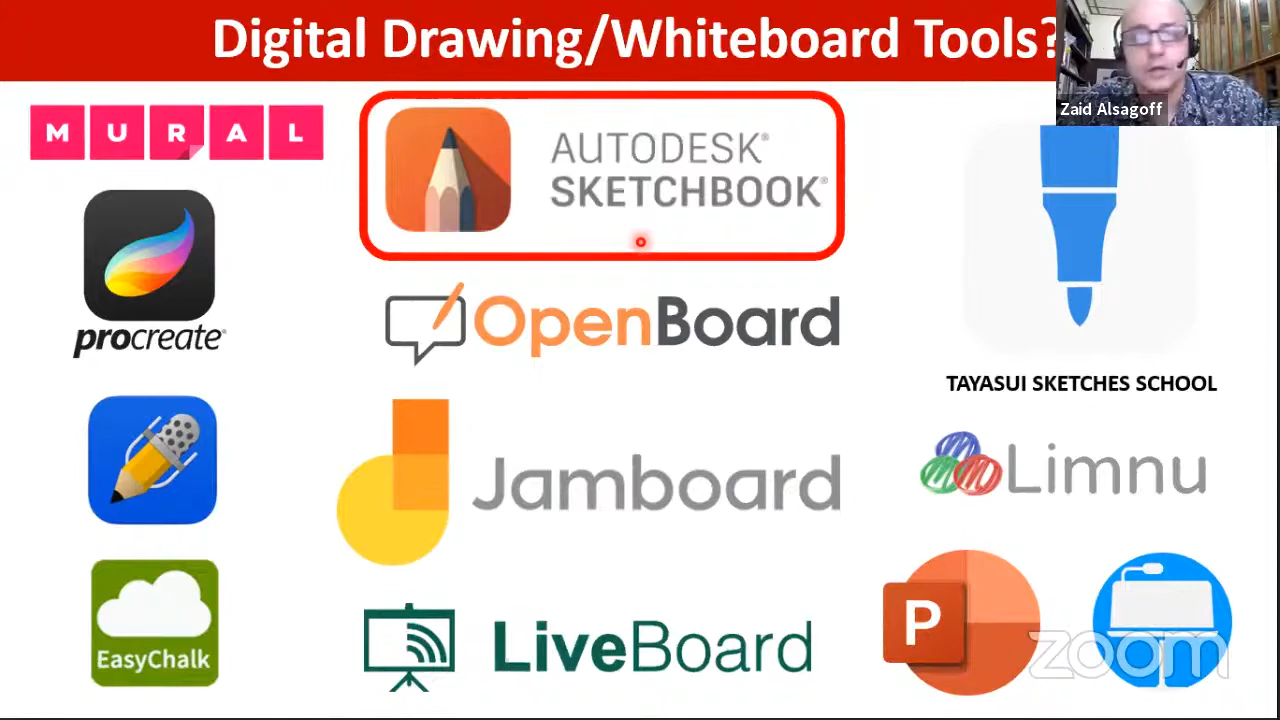 Digital Drawing/Whiteboard Tools?
Zaid Alsagoff
MURAL
AUTODESK®
SKETCHBOOK®
procreate®
OpenBoard
TAYASUI SKETCHES SCHOOL
Jamboard
Limnu
EasyChalk
LiveBoard
P
zoom